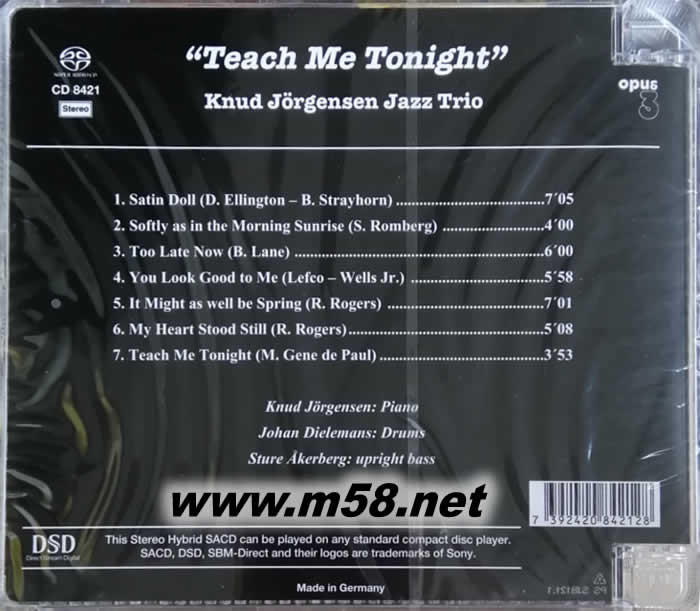 "Teach Me Tonight"
Knud Jörgensen Jazz Trio
SUPER AUDIO CD
CD 8421
Stereo
opus
3
1. Satin Doll (D. Ellington – B. Strayhorn) 7´05
2. Softly as in the Morning Sunrise (S. Romberg) 4´00
3. Too Late Now (B. Lane) 6´00
4. You Look Good to Me (Lefco – Wells Jr.) 5´58
5. It Might as well be Spring (R. Rogers) 7´01
6. My Heart Stood Still (R. Rogers) 5´08
7. Teach Me Tonight (M. Gene de Paul) 3´53
Knud Jörgensen: Piano
Johan Dielemans: Drums
Sture Åkerberg: upright bass
www.m58.net
7 392420 842128
DSD
Direct Stream Digital
This Stereo Hybrid SACD can be played on any standard compact disc player.
SACD, DSD, SBM-Direct and their logos are trademarks of Sony.
Made in Germany